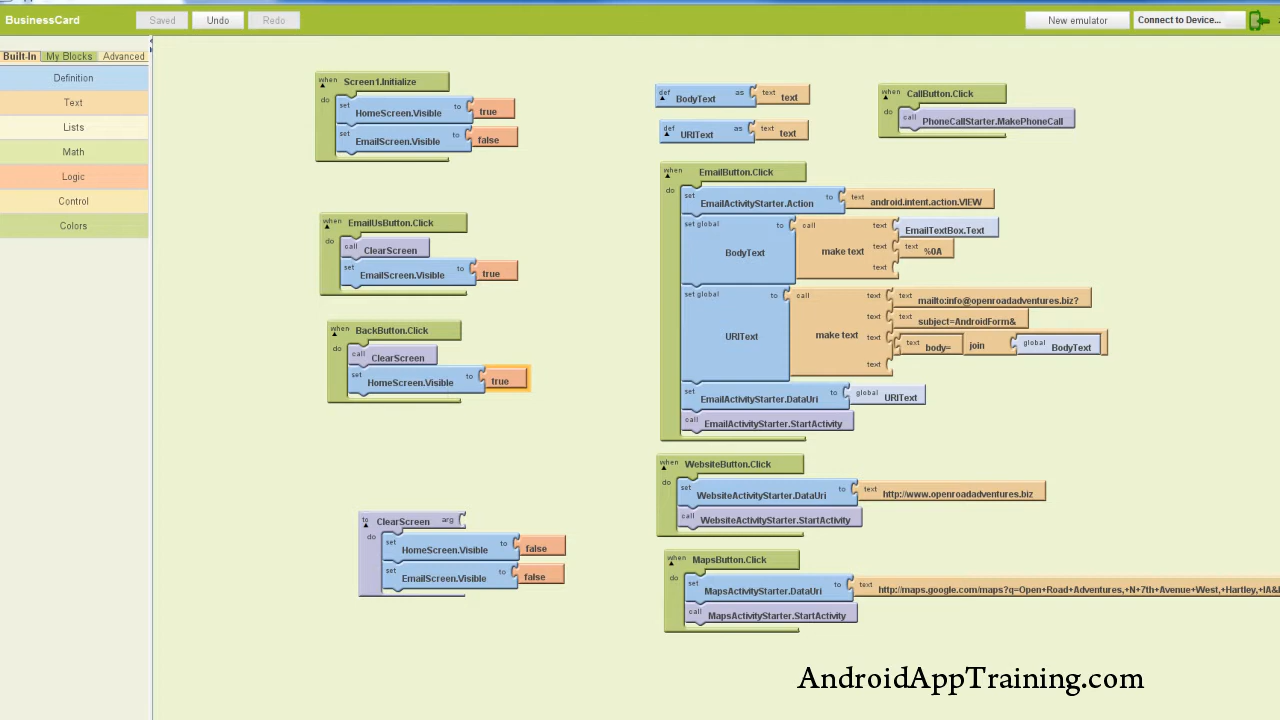 BusinessCard
Saved
Undo
Redo
New emulator
Connect to Device...
Built-In
My Blocks
Advanced
Definition
Text
Lists
Math
Logic
Control
Colors
when Screen1.Initialize
do
set HomeScreen.Visible to true
set EmailScreen.Visible to false
when EmailUsButton.Click
do
call ClearScreen
set EmailScreen.Visible to true
when BackButton.Click
do
call ClearScreen
set HomeScreen.Visible to true
to ClearScreen arg
do
set HomeScreen.Visible to false
set EmailScreen.Visible to false
def BodyText as text text
def URIText as text text
when CallButton.Click
do
call PhoneCallStarter.MakePhoneCall
when EmailButton.Click
do
set EmailActivityStarter.Action to text android.intent.action.VIEW
set global BodyText to call make text text EmailTextBox.Text
text text %0A
text
set global URIText to call make text text text mailto:info@openroadadventures.biz?
text text subject=AndroidForm&
text text body= join global BodyText
text
set EmailActivityStarter.DataUri to global URIText
call EmailActivityStarter.StartActivity
when WebsiteButton.Click
do
set WebsiteActivityStarter.DataUri to text http://www.openroadadventures.biz
call WebsiteActivityStarter.StartActivity
when MapsButton.Click
do
set MapsActivityStarter.DataUri to text http://maps.google.com/maps?q=Open+Road+Adventures,+N+7th+Avenue+West,+Hartley,+IA&
call MapsActivityStarter.StartActivity
AndroidAppTraining.com